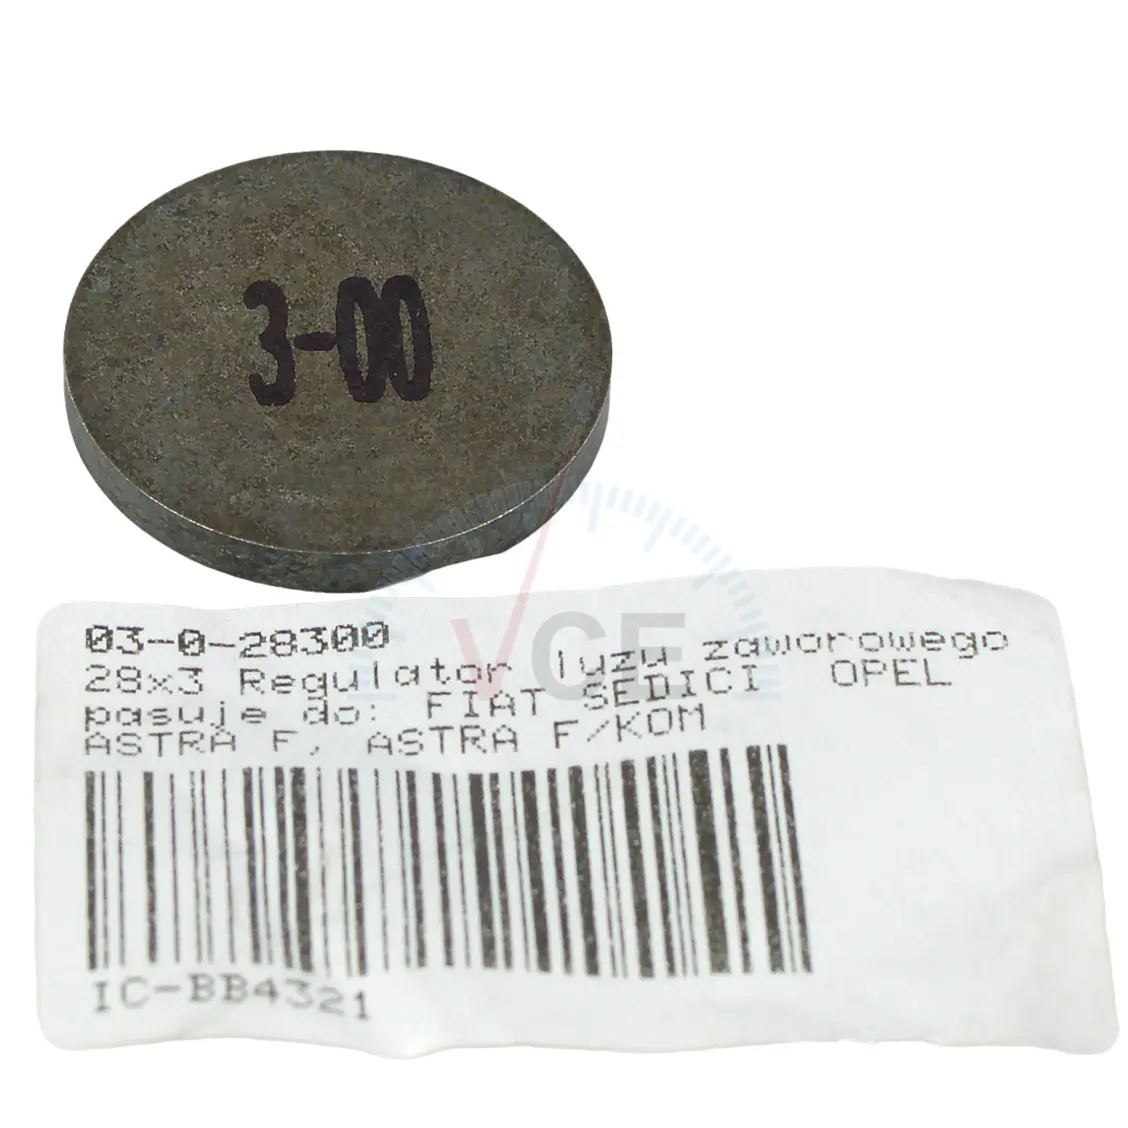 3-00
03-0-28300
28x3 Regulator luzu zaworowego
pasuje do: FIAT SEDICI OPEL
ASTRA F, ASTRA F/KOM
IC-BB4321
VCE